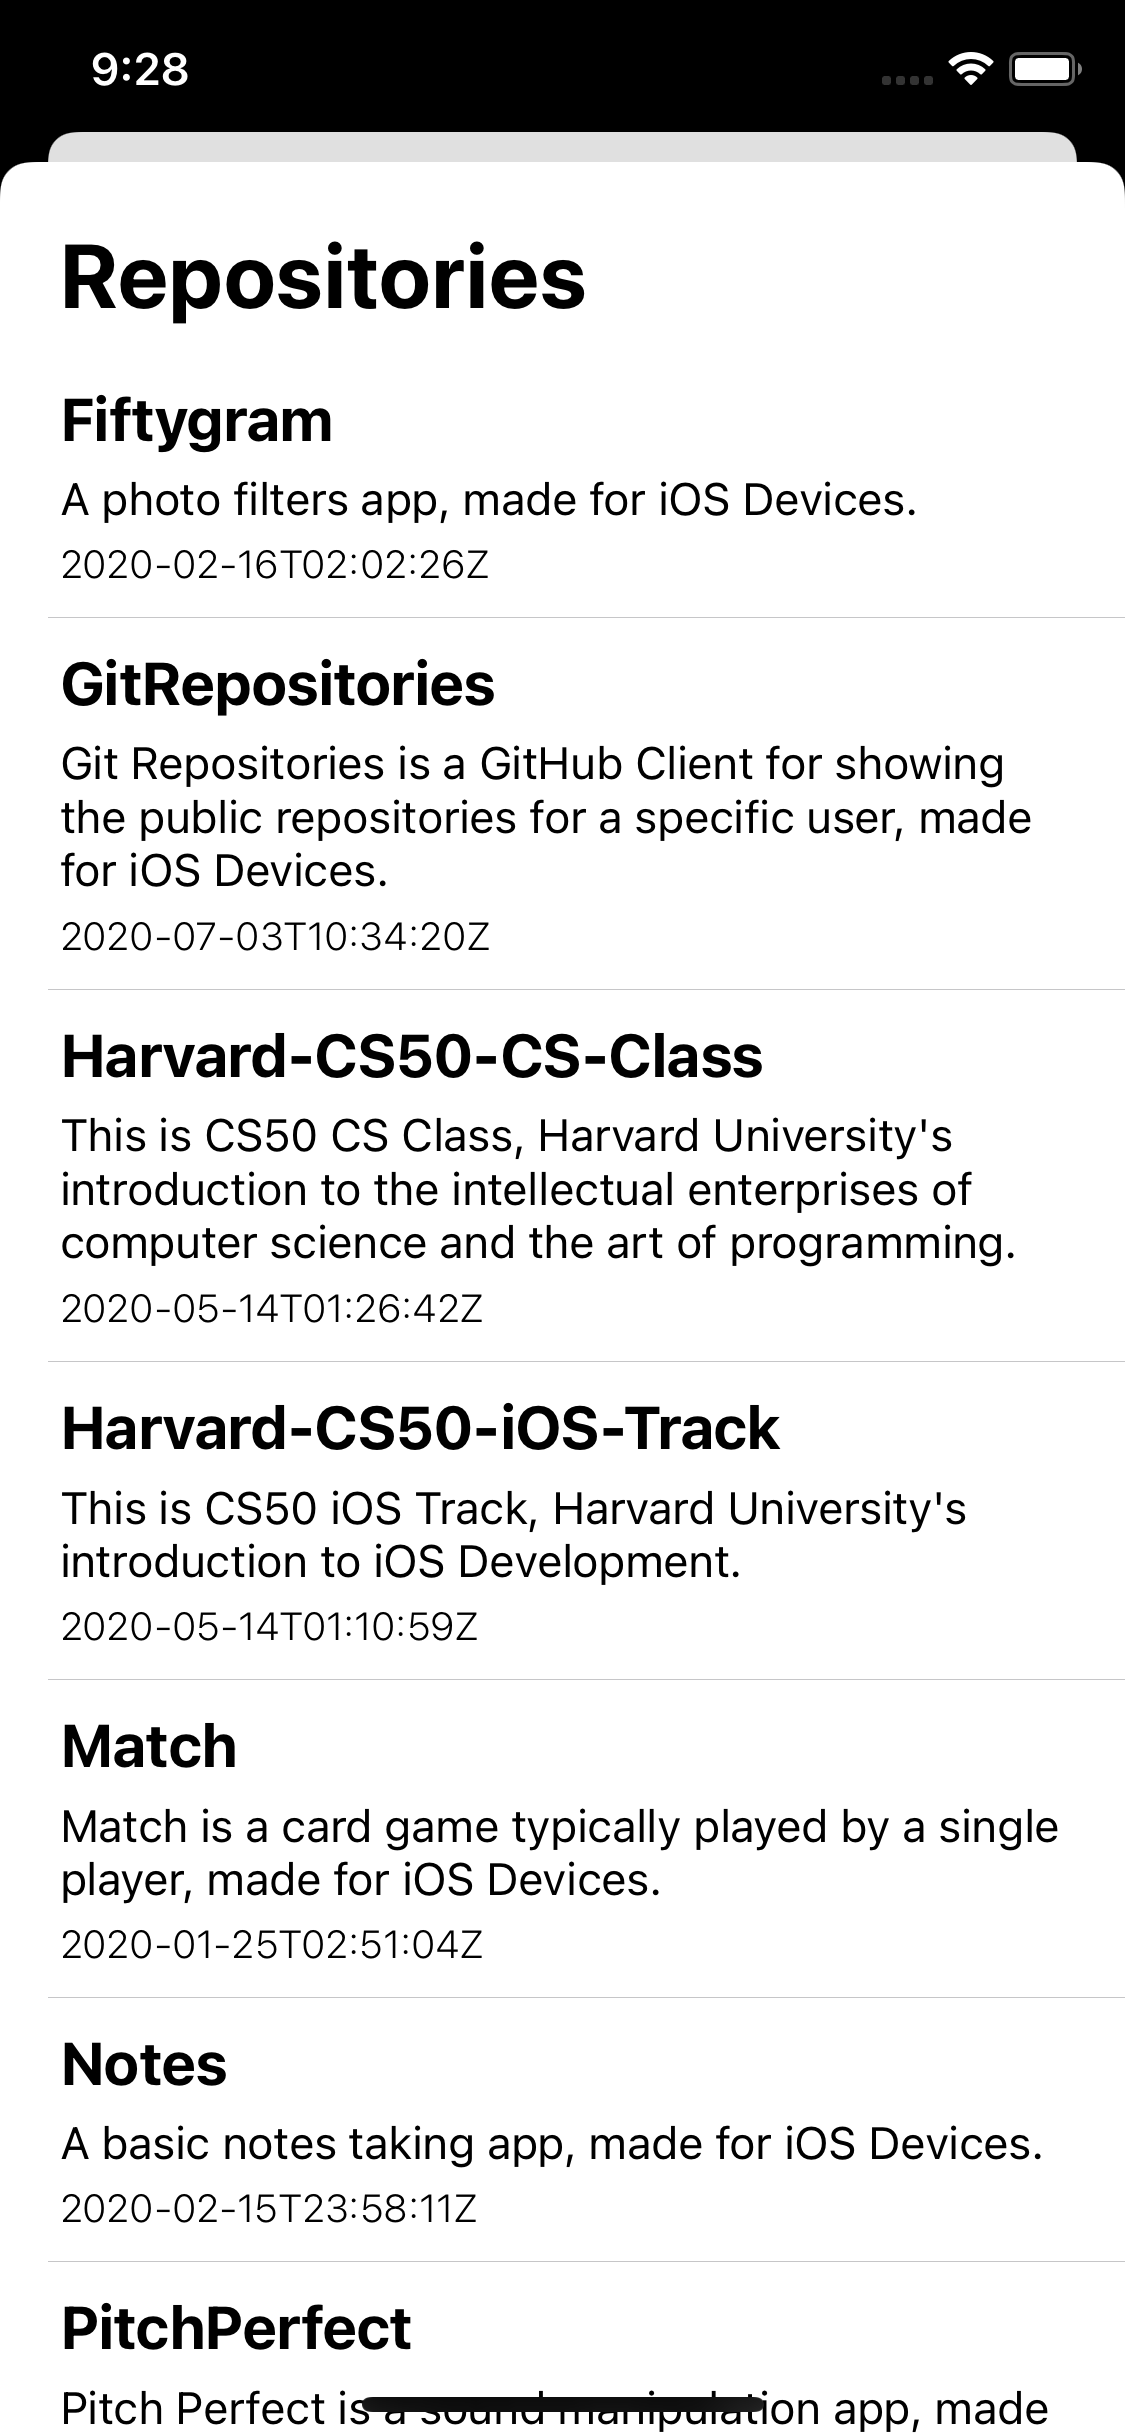 9:28
Repositories
Fiftygram
A photo filters app, made for iOS Devices.
2020-02-16T02:02:26Z
GitRepositories
Git Repositories is a GitHub Client for showing
the public repositories for a specific user, made
for iOS Devices.
2020-07-03T10:34:20Z
Harvard-CS50-CS-Class
This is CS50 CS Class, Harvard University's
introduction to the intellectual enterprises of
computer science and the art of programming.
2020-05-14T01:26:42Z
Harvard-CS50-iOS-Track
This is CS50 iOS Track, Harvard University's
introduction to iOS Development.
2020-05-14T01:10:59Z
Match
Match is a card game typically played by a single
player, made for iOS Devices.
2020-01-25T02:51:04Z
Notes
A basic notes taking app, made for iOS Devices.
2020-02-15T23:58:11Z
PitchPerfect
Pitch Perfect is a sound manipulation app, made